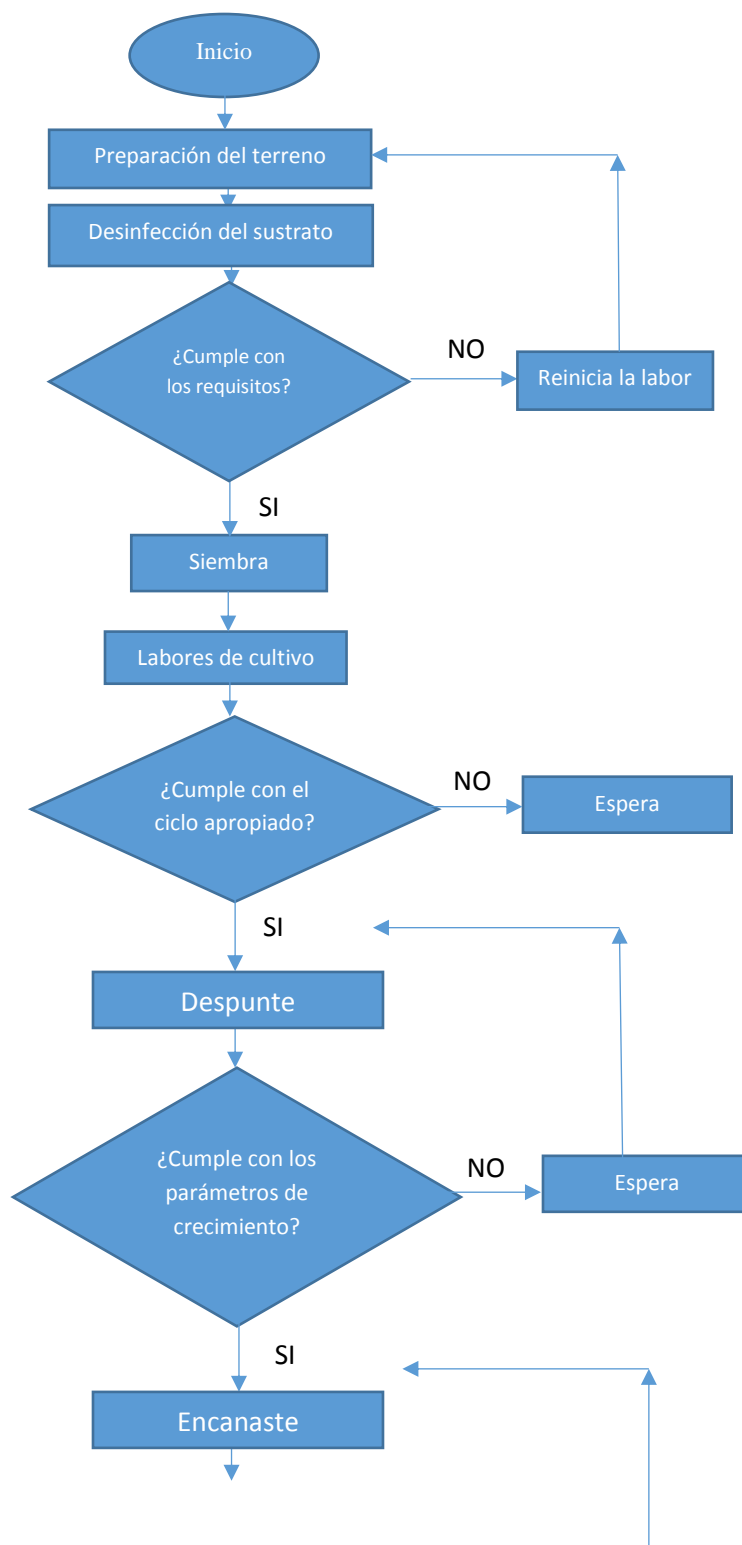 Inicio
Preparación del terreno
Desinfección del sustrato
¿Cumple con
los requisitos?
NO
Reinicia la labor
SI
Siembra
Labores de cultivo
¿Cumple con el
ciclo apropiado?
NO
Espera
SI
Despunte
¿Cumple con los
parámetros de
crecimiento?
NO
Espera
SI
Encanaste